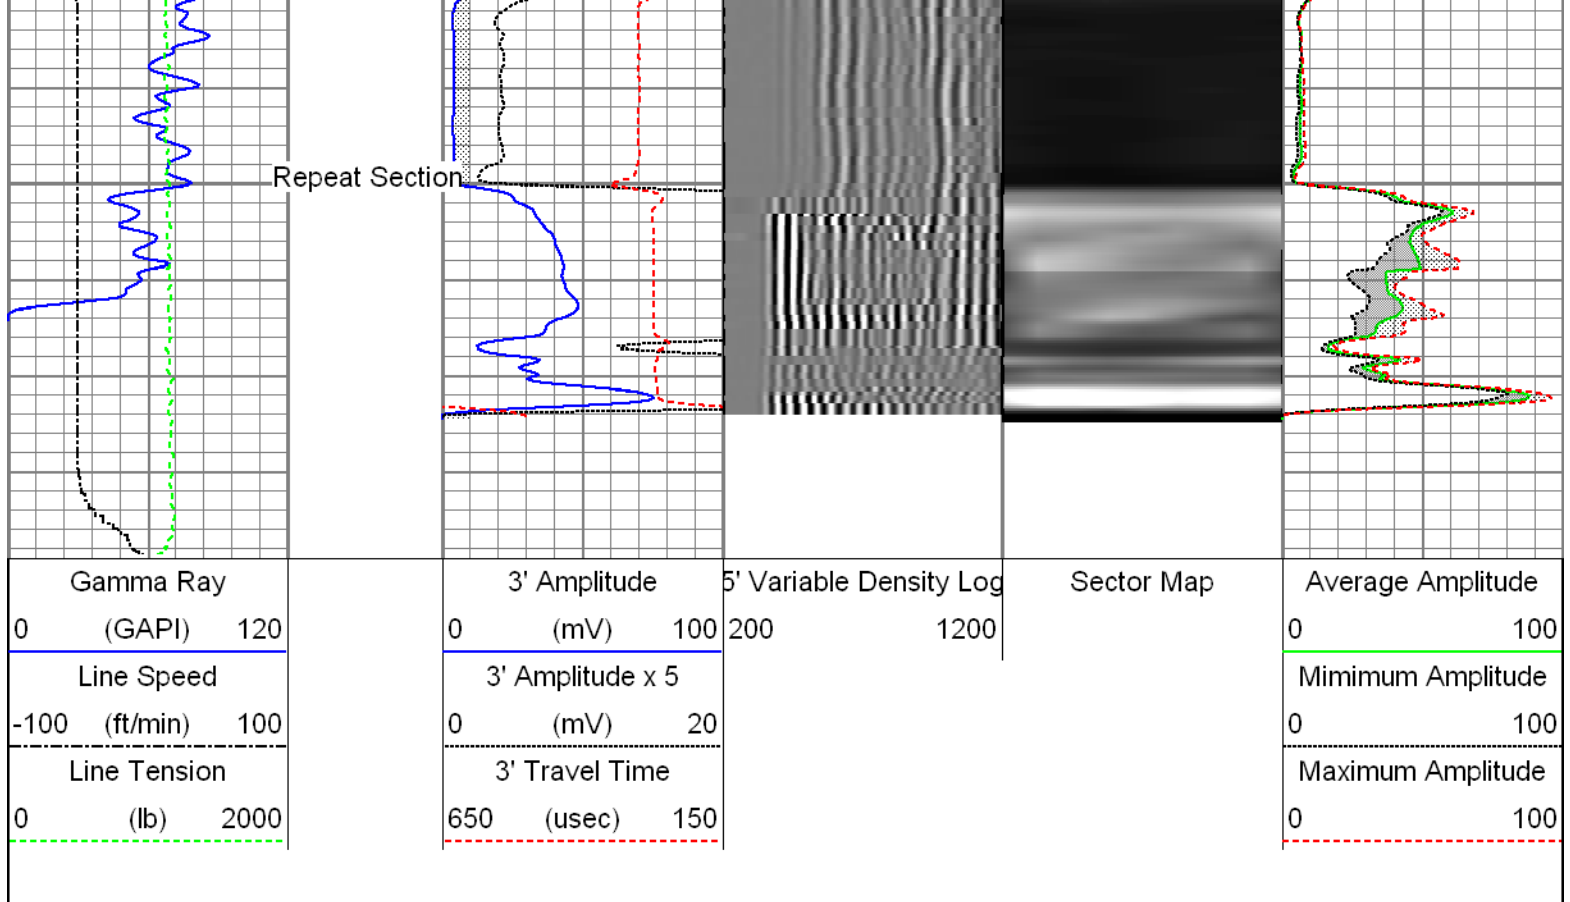 Repeat Section
Gamma Ray
0 (GAPI) 120
Line Speed
-100 (ft/min) 100
Line Tension
0 (lb) 2000
3' Amplitude
0 (mV) 100
3' Amplitude x 5
0 (mV) 20
3' Travel Time
650 (usec) 150
5' Variable Density Log
200 1200
Sector Map
Average Amplitude
0 100
Mimimum Amplitude
0 100
Maximum Amplitude
0 100